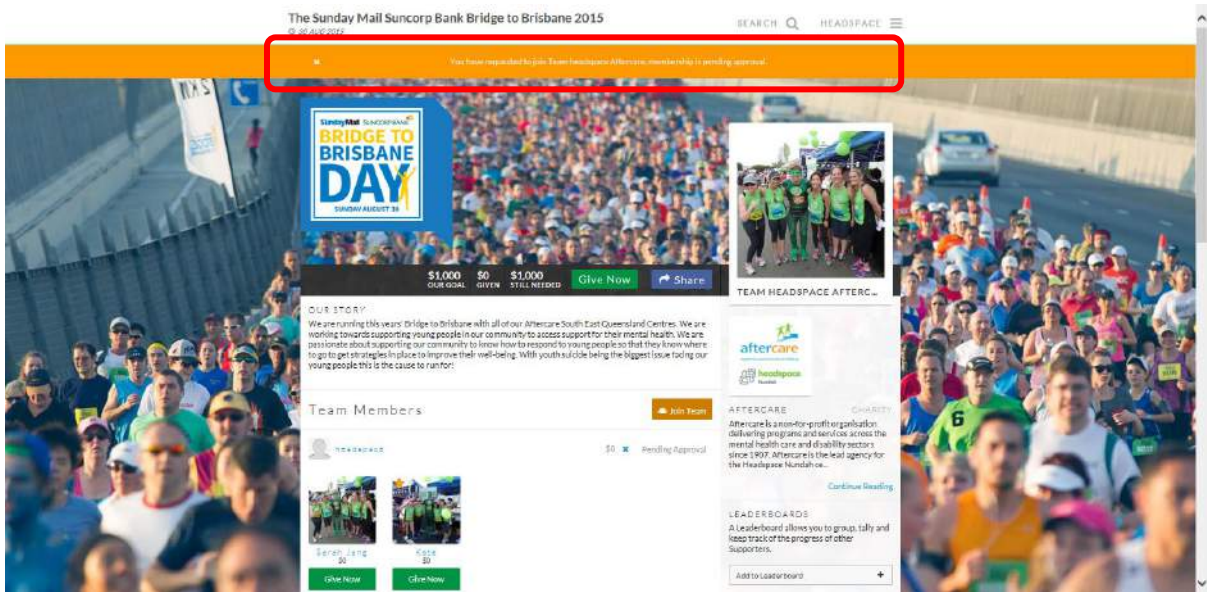 The Sunday Mail Suncorp Bank Bridge to Brisbane 2015
30 AUG 2015
SEARCH
HEADSPACE
You have requested to join Team headspace Aftercare, membership is pending approval.
Sunday Mail SUNCORP BANK
BRIDGE TO
BRISBANE
DAY
SUNDAY AUGUST 30
$1,000 $0 $1,000
OUR GOAL GIVEN STILL NEEDED
Give Now
Share
TEAM HEADSPACE AFTERC...
OUR STORY
We are running this years' Bridge to Brisbane with all of our Aftercare South East Queensland Centres. We are
working towards supporting young people in our community to access support for their mental health. We are
passionate about supporting our community to know how to respond to young people so that they know where
to go to get strategies in place to improve their well-being. With youth suicide being the biggest issue facing our
young people this is the cause to run for!
Team Members
Join Team
headspace
$0 Pending Approval
Sarah Jang
$0
Give Now
Kate
$0
Give Now
aftercare
headspace
Nundah
AFTERCARE CHARITY
Aftercare is a non-for-profit organisation
delivering programs and services across the
mental health care and disability sectors
since 1907. Aftercare is the lead agency for
the Headspace Nundah ce...
Continue Reading
LEADERBOARDS
A Leaderboard allows you to group, tally and
keep track of the progress of other
Supporters.
Add to Leaderboard +